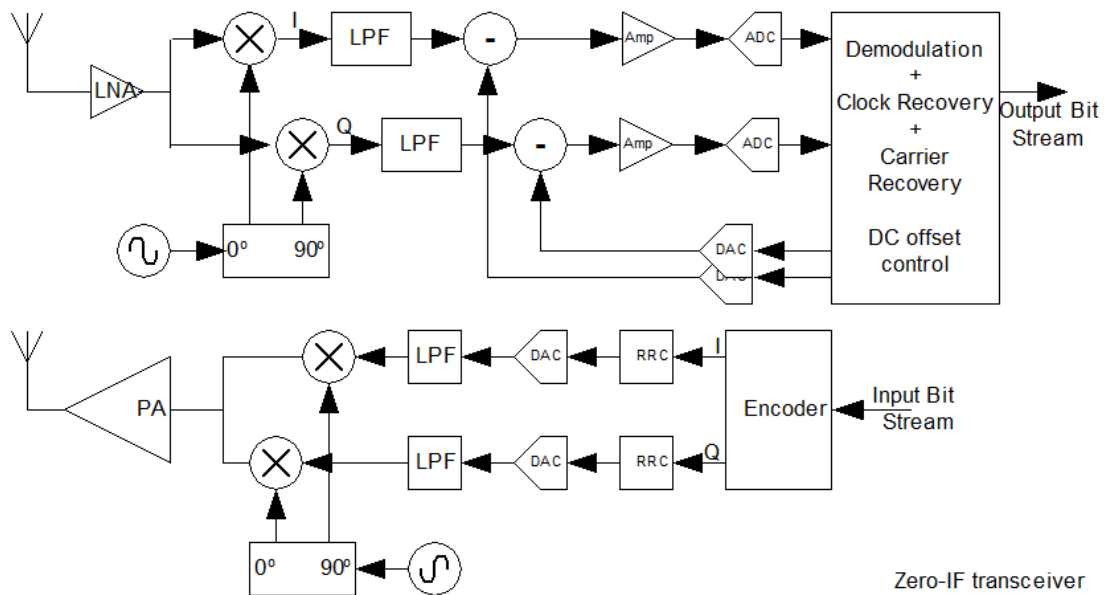 I
LPF
-
Amp
ADC
LNA
Demodulation
+
Clock Recovery
+
Carrier
Recovery
Output Bit
Stream
Q
LPF
-
Amp
ADC
0º
90º
DAC
DAC
DC offset
control
PA
LPF
DAC
RRC
I
Encoder
Input Bit
Stream
LPF
DAC
RRC
Q
0º
90º
Zero-IF transceiver